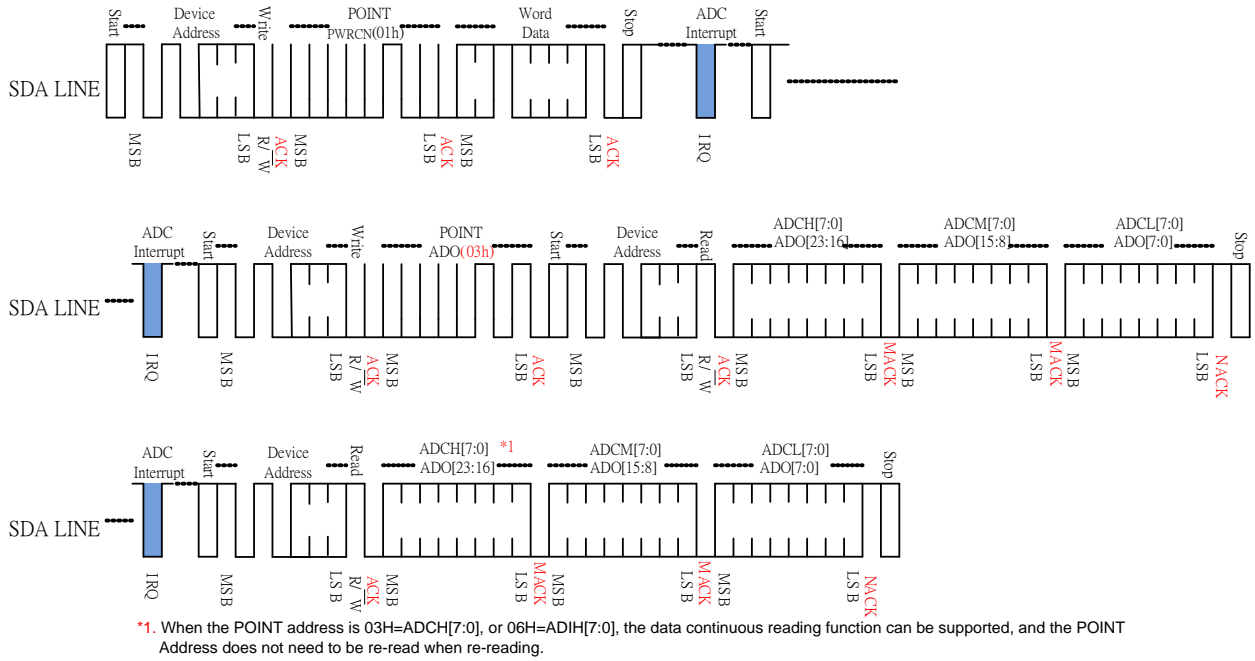 Start
Device
Address
Write
POINT
PWRCN(01h)
Word
Data
Stop
ADC
Interrupt
Start
SDA LINE
MSB
LSB
R/ W
ACK
MSB
LSB
ACK
MSB
LSB
ACK
IRQ
ADC
Interrupt
Start
Device
Address
Write
POINT
ADO(03h)
Start
Device
Address
Read
ADCH[7:0]
ADO[23:16]
ADCM[7:0]
ADO[15:8]
ADCL[7:0]
ADO[7:0]
Stop
SDA LINE
IRQ
MSB
LSB
R/ W
ACK
MSB
LSB
ACK
MSB
LSB
R/ W
ACK
MSB
LSB
MACK
MSB
LSB
MACK
MSB
LSB
NACK
ADC
Interrupt
Start
Device
Address
Read
ADCH[7:0] *1
ADO[23:16]
ADCM[7:0]
ADO[15:8]
ADCL[7:0]
ADO[7:0]
Stop
SDA LINE
IRQ
MSB
LSB
R/ W
ACK
MSB
LSB
MACK
MSB
LSB
MACK
MSB
LSB
NACK
*1. When the POINT address is 03H=ADCH[7:0], or 06H=ADIH[7:0], the data continuous reading function can be supported, and the POINT
Address does not need to be re-read when re-reading.